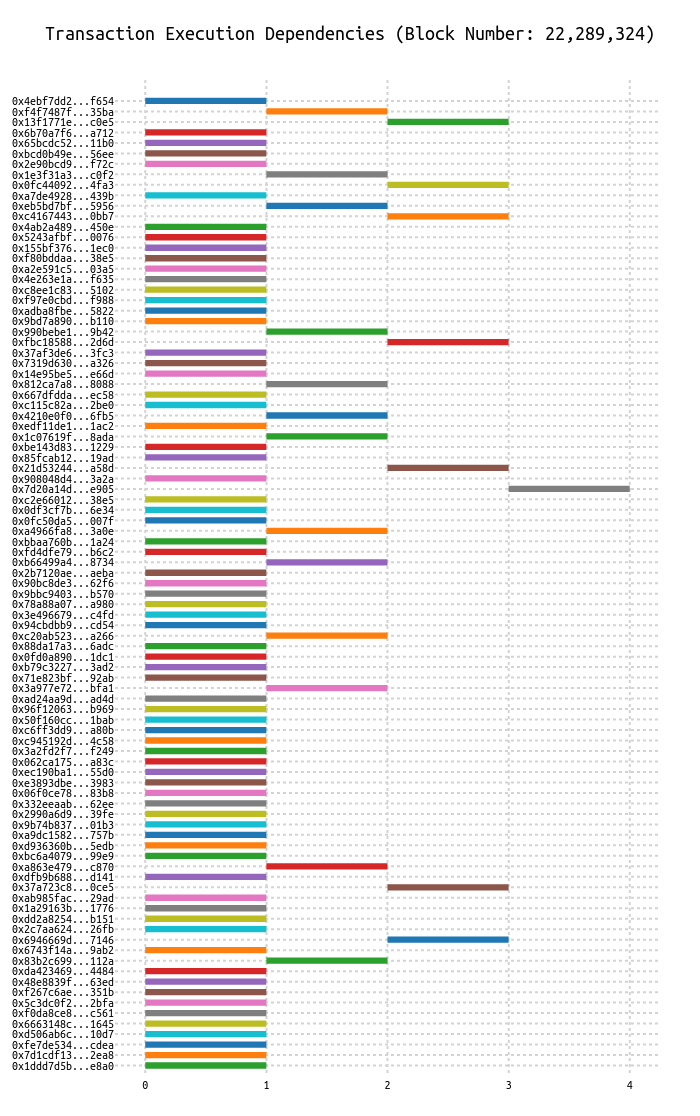 Transaction Execution Dependencies (Block Number: 22,289,324)
0x4ebf7dd2...f654
0xf4f7487f...35ba
0x13f1771e...c0e5
0x6b70a7f6...a712
0x65bcdc52...11b0
0xbcd0b49e...56ee
0x2e90bcd9...f72c
0x1e3f31a3...c0f2
0x0fc44092...4fa3
0xa7de4928...439b
0xeb5bd7bf...5956
0xc4167443...0bb7
0x4ab2a489...450e
0x5243afbf...0076
0x155bf376...1ec0
0xf80bddaa...38e5
0xa2e591c5...03a5
0x4e263e1a...f635
0xc8ee1c83...5102
0xf97e0cbd...f988
0xadba8fbe...5822
0x9bd7a890...b110
0x990bebe1...9b42
0xfbc18588...2d6d
0x37af3de6...3fc3
0x7319d630...a326
0x14e95be5...e66d
0x812ca7a8...8088
0x667dfdda...ec58
0xc115c82a...2be0
0x4210e0f0...6fb5
0xedf11de1...1ac2
0x1c07619f...8ada
0xbe143d83...1229
0x85fcab12...19ad
0x21d53244...a58d
0x908048d4...3a2a
0x7d20a14d...e905
0xc2e66012...38e5
0x0df3cf7b...6e34
0x0fc50da5...007f
0xa4966fa8...3a0e
0xbbaa760b...1a24
0xfd4dfe79...b6c2
0xb66499a4...8734
0x2b7120ae...aeba
0x90bc8de3...62f6
0x9bbc9403...b570
0x78a88a07...a980
0x3e496679...c4fd
0x94cbdbb9...cd54
0xc20ab523...a266
0x88da17a3...6adc
0x0fd0a890...1dc1
0xb79c3227...3ad2
0x71e823bf...92ab
0x3a977e72...bfa1
0xad24aa9d...ad4d
0x96f12063...b969
0x50f160cc...1bab
0xc6ff3dd9...a80b
0xc945192d...4c58
0x3a2fd2f7...f249
0x062ca175...a83c
0xec190ba1...55d0
0xe3893dbe...3983
0x06f0ce78...83b8
0x332eeaab...62ee
0x2990a6d9...39fe
0x9b74b837...01b3
0xa9dc1582...757b
0xd936360b...5edb
0xbc6a4079...99e9
0xa863e479...c870
0xdfb9b688...d141
0x37a723c8...0ce5
0xab985fac...29ad
0x1a29163b...1776
0xdd2a8254...b151
0x2c7aa624...26fb
0x6946669d...7146
0x6743f14a...9ab2
0x83b2c699...112a
0xda423469...4484
0x48e8839f...63ed
0xf267c6ae...351b
0x5c3dc0f2...2bfa
0xf0da8ce8...c561
0x6663148c...1645
0xd506ab6c...10d7
0xfe7de534...cdea
0x7d1cdf13...2ea8
0x1ddd7d5b...e8a0
0 1 2 3 4